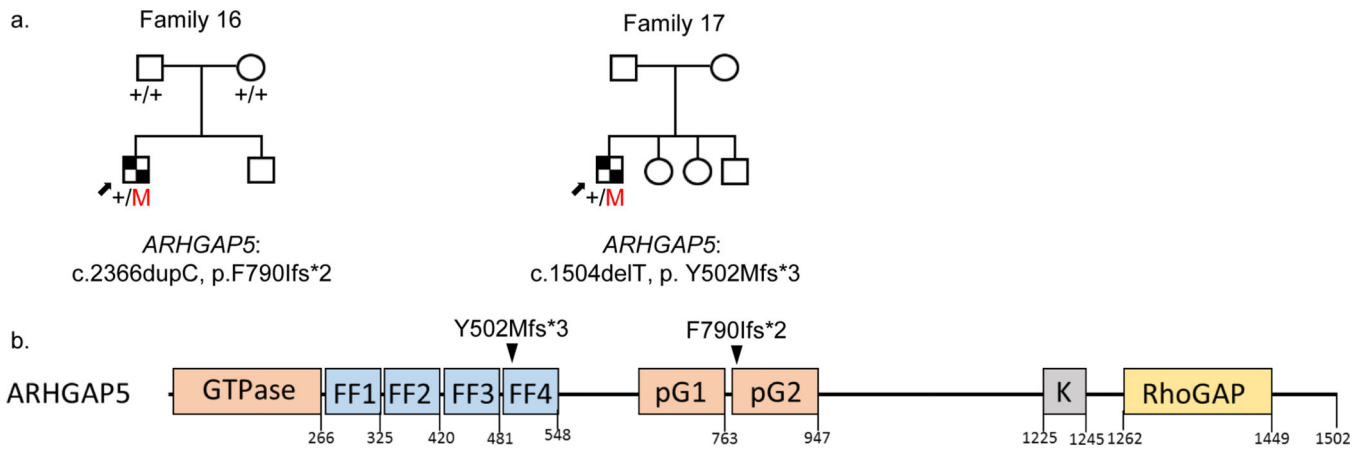 a.
Family 16
Family 17
+/+ +/+
+/M
+/M
ARHGAP5:
c.2366dupC, p.F790Ifs*2
ARHGAP5:
c.1504delT, p. Y502Mfs*3
b.
Y502Mfs*3
F790Ifs*2
ARHGAP5
GTPase FF1 FF2 FF3 FF4 pG1 pG2 K RhoGAP
266 325 420 481 548 763 947 1225 1245 1262 1449 1502